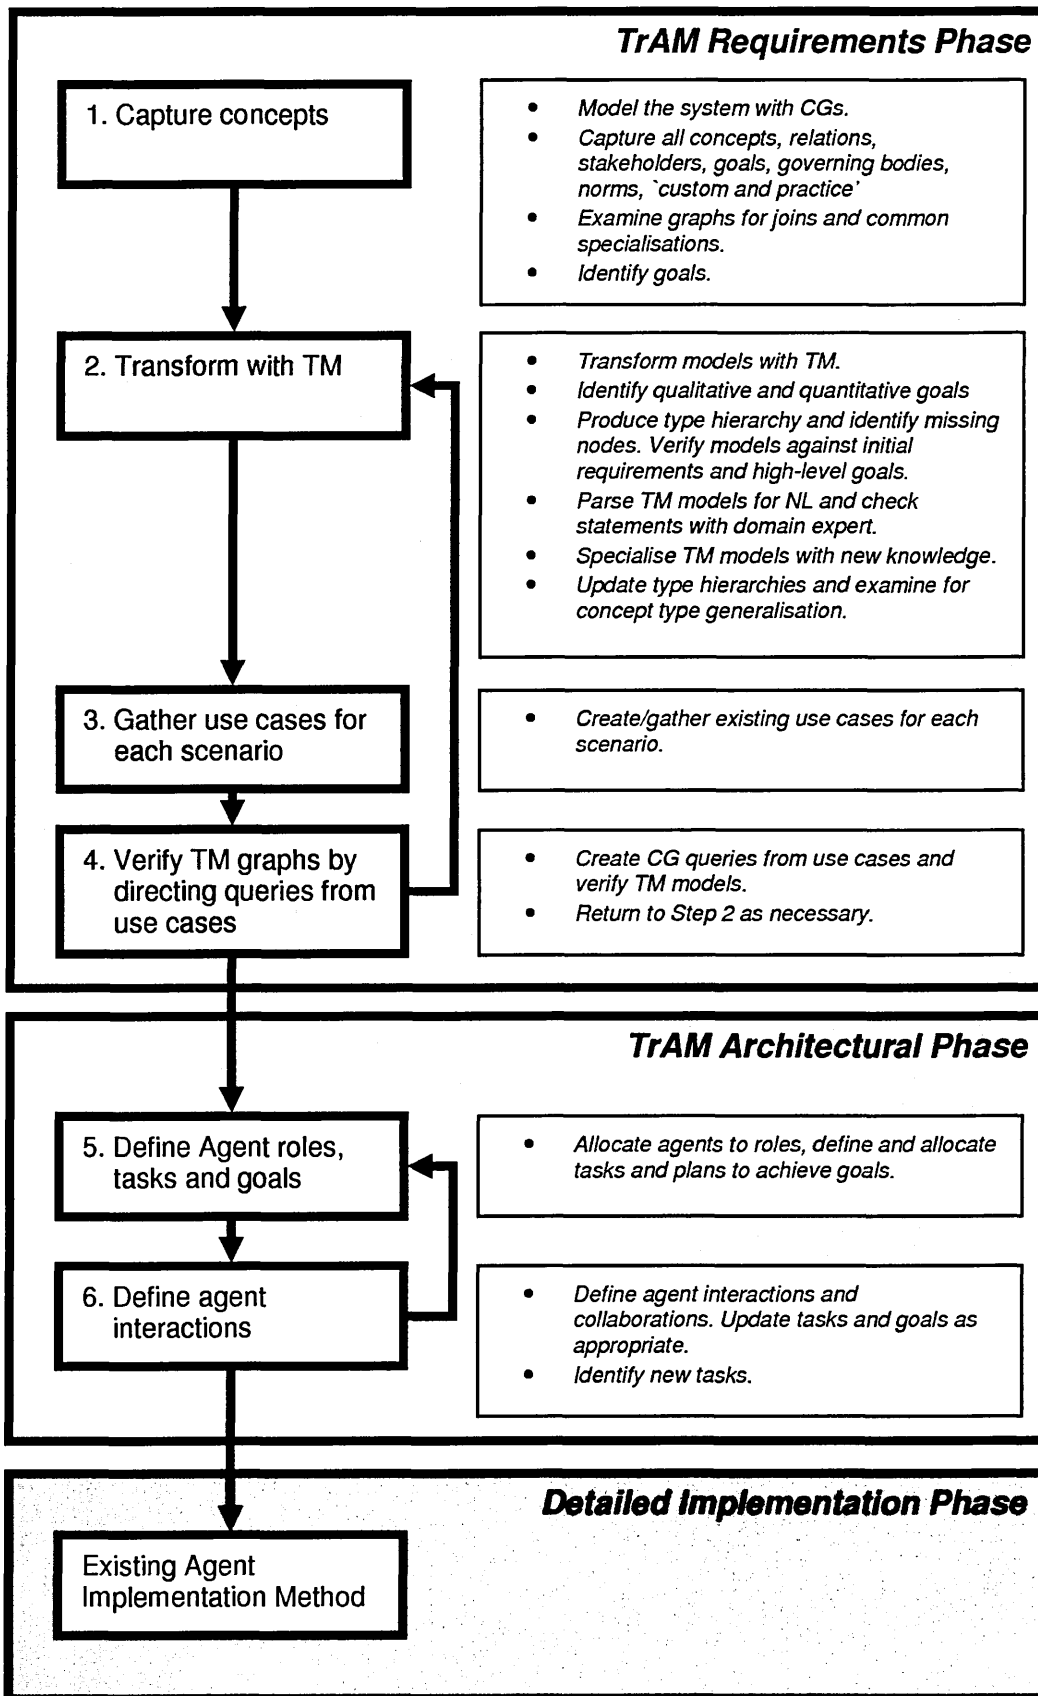 TrAM Requirements Phase
1. Capture concepts
• Model the system with CGs.
• Capture all concepts, relations,
stakeholders, goals, governing bodies,
norms, `custom and practice'
• Examine graphs for joins and common
specialisations.
• Identify goals.
2. Transform with TM
• Transform models with TM.
• Identify qualitative and quantitative goals
• Produce type hierarchy and identify missing
nodes. Verify models against initial
requirements and high-level goals.
• Parse TM models for NL and check
statements with domain expert.
• Specialise TM models with new knowledge.
• Update type hierarchies and examine for
concept type generalisation.
3. Gather use cases for
each scenario
• Create/gather existing use cases for each
scenario.
4. Verify TM graphs by
directing queries from
use cases
• Create CG queries from use cases and
verify TM models.
• Return to Step 2 as necessary.
TrAM Architectural Phase
5. Define Agent roles,
tasks and goals
• Allocate agents to roles, define and allocate
tasks and plans to achieve goals.
6. Define agent
interactions
• Define agent interactions and
collaborations. Update tasks and goals as
appropriate.
• Identify new tasks.
Detailed Implementation Phase
Existing Agent
Implementation Method